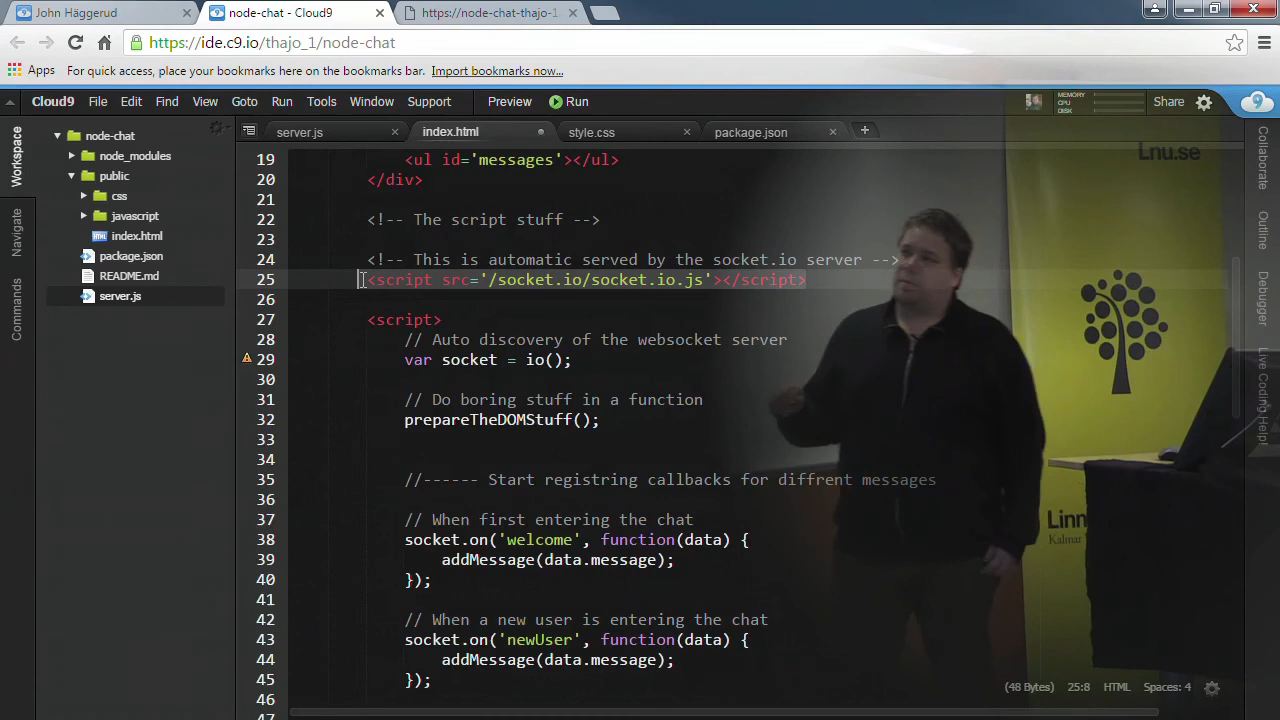 John Häggerud
node-chat - Cloud9
https://node-chat-thajo-1
https://ide.c9.io/thajo_1/node-chat
Apps
For quick access, place your bookmarks here on the bookmarks bar. Import bookmarks now...
Cloud9 File Edit Find View Goto Run Tools Window Support Preview Run
MEMORY
CPU
DISK
Share
Workspace
Navigate
Commands
node-chat
node_modules
public
css
javascript
index.html
package.json
README.md
server.js
server.js index.html style.css package.json
19 <ul id='messages'></ul>
20 </div>
21
22 <!-- The script stuff -->
23
24 <!-- This is automatic served by the socket.io server -->
25 <script src='/socket.io/socket.io.js'></script>
26
27 <script>
28 // Auto discovery of the websocket server
29 var socket = io();
30
31 // Do boring stuff in a function
32 prepareTheDOMStuff();
33
34
35 //------ Start registring callbacks for diffrent messages
36
37 // When first entering the chat
38 socket.on('welcome', function(data) {
39 addMessage(data.message);
40 });
41
42 // When a new user is entering the chat
43 socket.on('newUser', function(data) {
44 addMessage(data.message);
45 });
46
47
(48 Bytes) 25:8 HTML Spaces: 4
Collaborate
Outline
Debugger
Live Coding Help!
Lnu.se
Linn
Kalmar